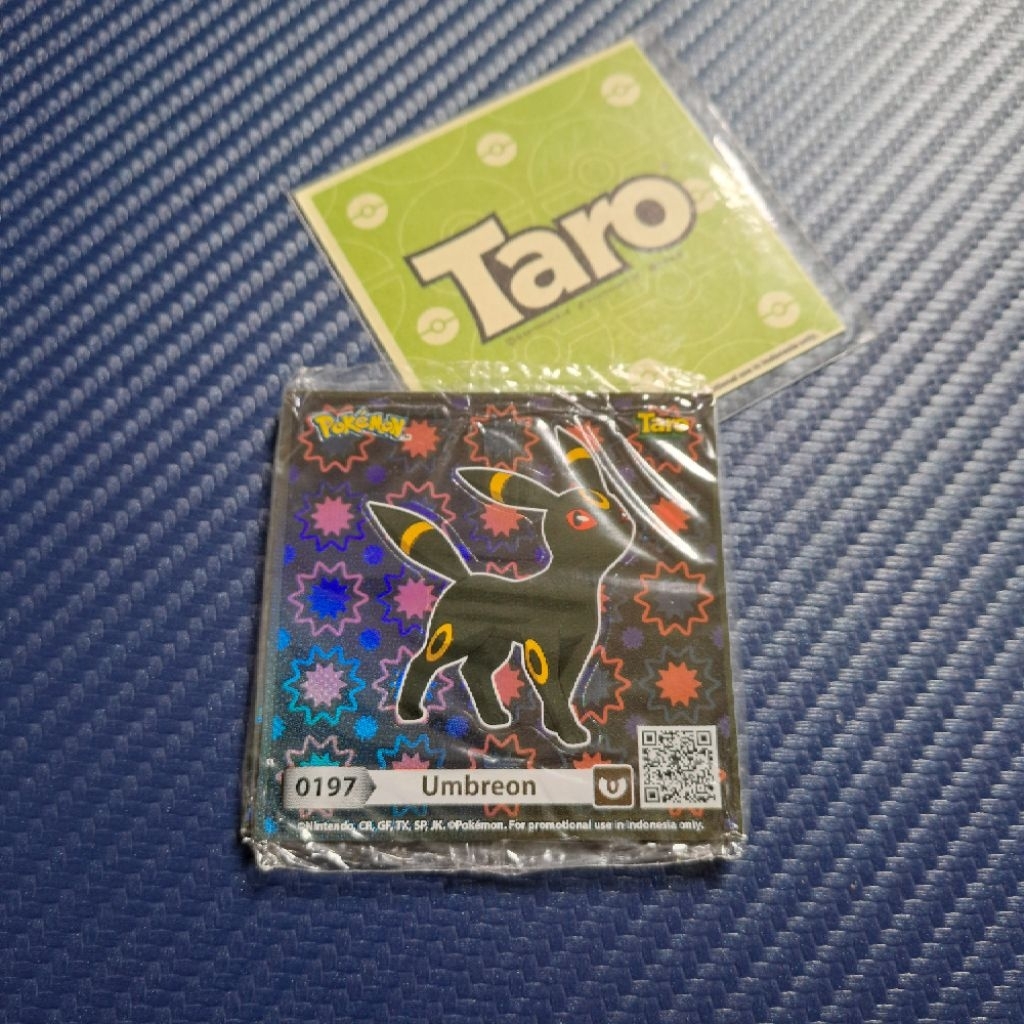 Taro
POKéMON
Taro
0197
Umbreon
©Nintendo, CR, GF, TX, SP, JK. ©Pokémon. For promotional use in Indonesia only.